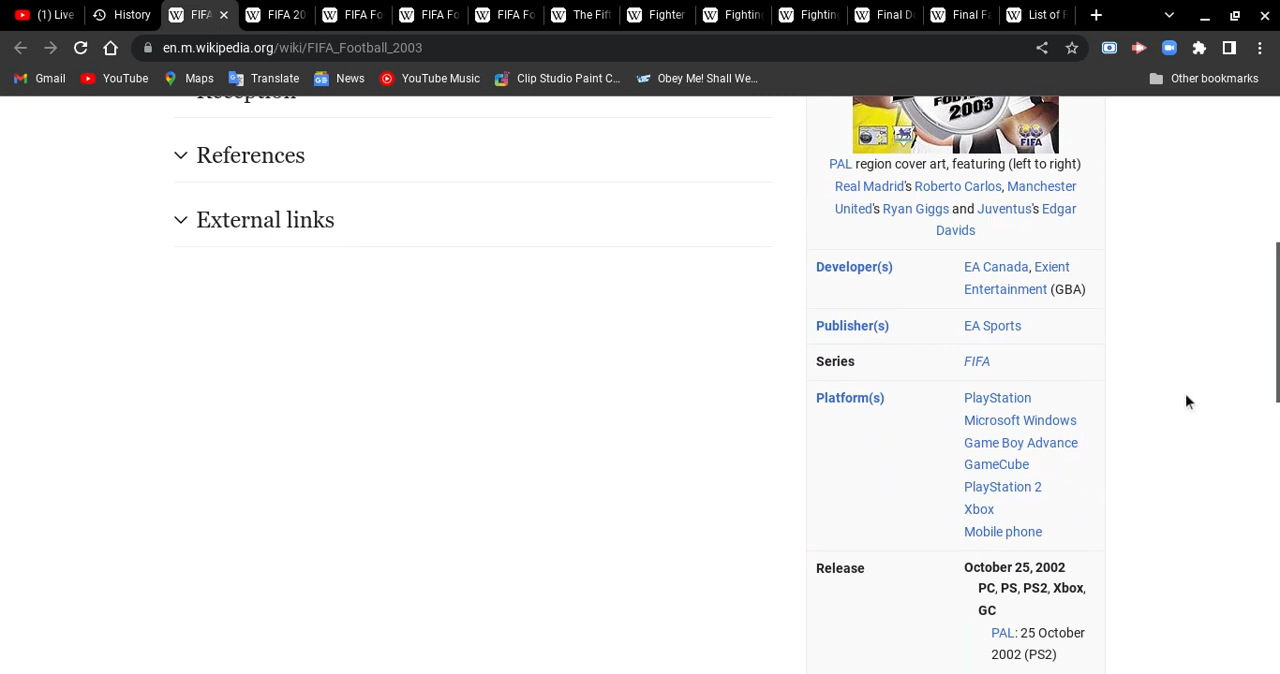 (1) Live
History
FIFA
FIFA 20
FIFA Fo
FIFA Fo
FIFA Fo
The Fif
Fighter
Fighting
Fighting
Final D
Final Fa
List of F
en.m.wikipedia.org/wiki/FIFA_Football_2003
Gmail
YouTube
Maps
Translate
News
YouTube Music
Clip Studio Paint C...
Obey Me! Shall We...
Other bookmarks
Reception
References
External links
FOOTBALL
2003
FIFA
PAL region cover art, featuring (left to right)
Real Madrid's Roberto Carlos, Manchester
United's Ryan Giggs and Juventus's Edgar
Davids
Developer(s)
EA Canada, Exient
Entertainment (GBA)
Publisher(s)
EA Sports
Series
FIFA
Platform(s)
PlayStation
Microsoft Windows
Game Boy Advance
GameCube
PlayStation 2
Xbox
Mobile phone
Release
October 25, 2002
PC, PS, PS2, Xbox,
GC
PAL: 25 October
2002 (PS2)